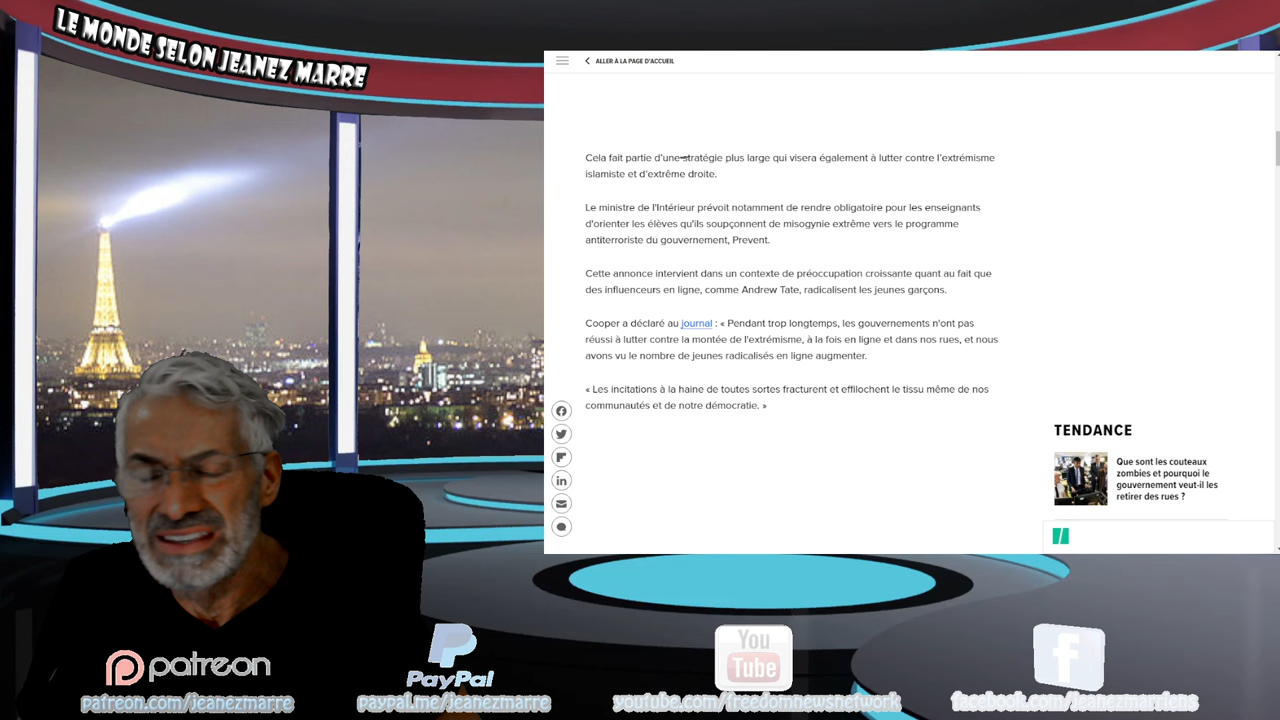 LE MONDE SELON JEANEZ MARRE
ALLER À LA PAGE D'ACCUEIL
Cela fait partie d'une stratégie plus large qui visera également à lutter contre l'extrémisme
islamiste et d'extrême droite.
Le ministre de l'Intérieur prévoit notamment de rendre obligatoire pour les enseignants
d'orienter les élèves qu'ils soupçonnent de misogynie extrême vers le programme
antiterroriste du gouvernement, Prevent.
Cette annonce intervient dans un contexte de préoccupation croissante quant au fait que
des influenceurs en ligne, comme Andrew Tate, radicalisent les jeunes garçons.
Cooper a déclaré au journal : « Pendant trop longtemps, les gouvernements n'ont pas
réussi à lutter contre la montée de l'extrémisme, à la fois en ligne et dans nos rues, et nous
avons vu le nombre de jeunes radicalisés en ligne augmenter.
« Les incitations à la haine de toutes sortes fracturent et effilochent le tissu même de nos
communautés et de notre démocratie. »
TENDANCE
Que sont les couteaux
zombies et pourquoi le
gouvernement veut-il les
retirer des rues ?
patreon
patreon.com/jeanezmarre
PayPal
paypal.me/jeanezmarre
You
Tube
youtube.com/freedomnewsnetwork
facebook.com/jeanezmarretiens